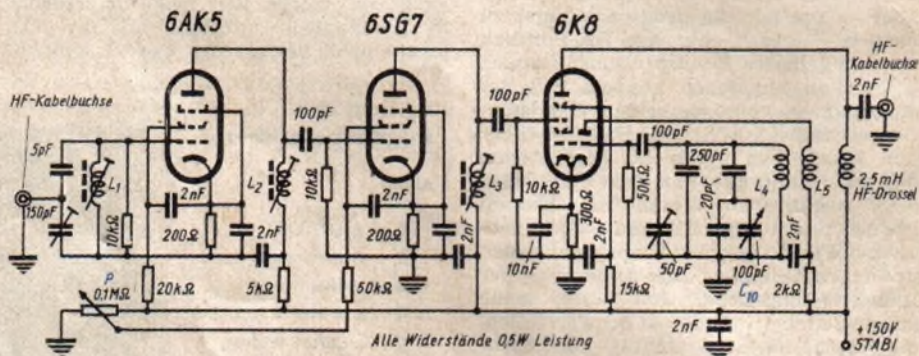 6AK5
6SG7
6K8
HF-Kabelbuchse
HF-Kabelbuchse
2nF
5pF
L1
150pF
10kΩ
2nF
200Ω
2nF
L2
100pF
10kΩ
2nF
200Ω
2nF
L3
100pF
10kΩ
10nF
300Ω
2nF
100pF
50kΩ
250pF
20pF
L4
L5
2,5mH
HF-Drossel
50pF
100pF
C10
2nF
2kΩ
P
0,1MΩ
20kΩ
5kΩ
50kΩ
15kΩ
2nF
Alle Widerstände 0,5W Leistung
+150V
STABI